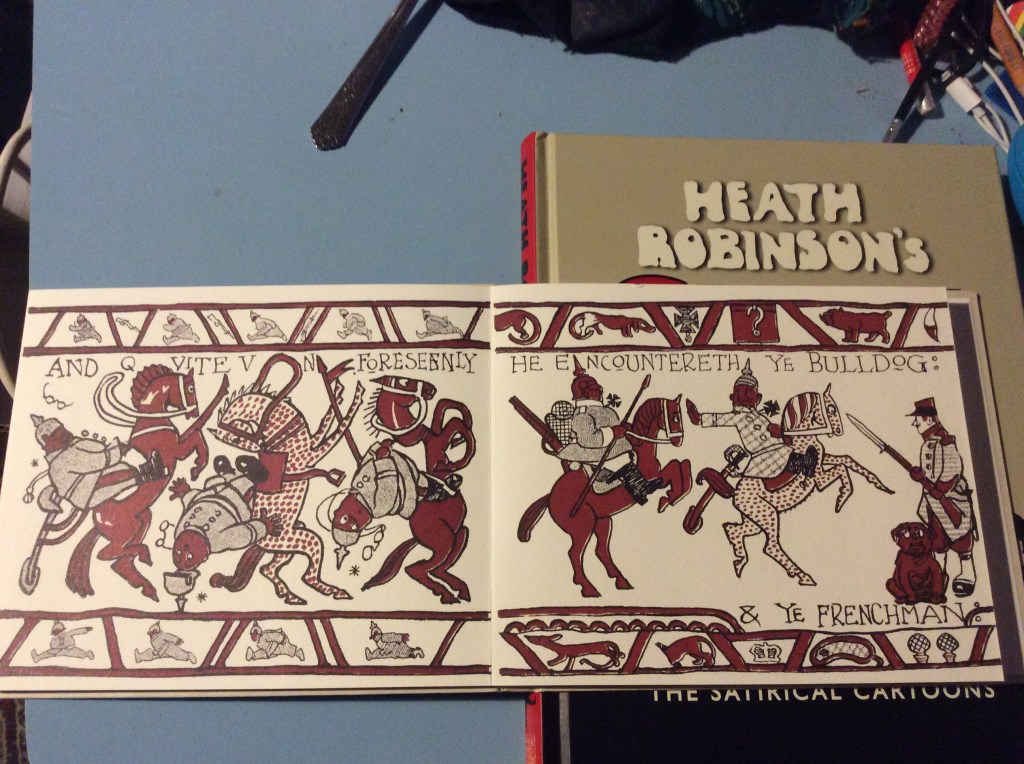 HEATH
ROBINSON'S
AND QVITE VNFORESEENLY
HE ENCOUNTERETH YE BULLDOG:
?
& YE FRENCHMAN:
THE SATIRICAL CARTOONS